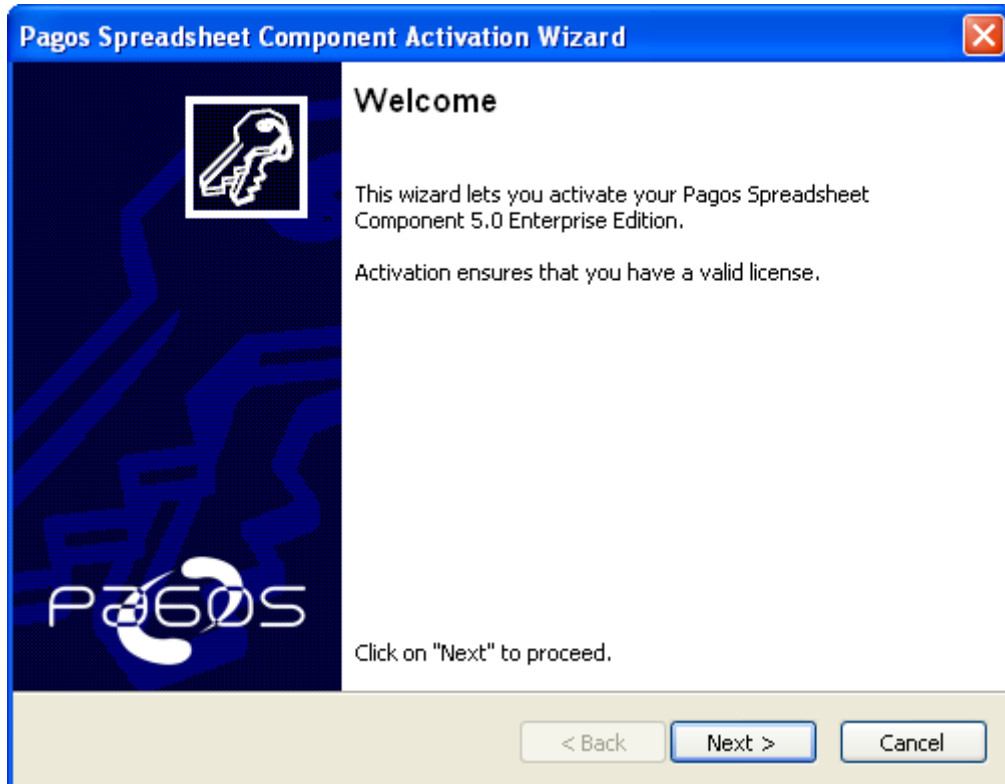 Pagos Spreadsheet Component Activation Wizard
Welcome
This wizard lets you activate your Pagos Spreadsheet
Component 5.0 Enterprise Edition.
Activation ensures that you have a valid license.
PaGOS
Click on "Next" to proceed.
< Back
Next >
Cancel